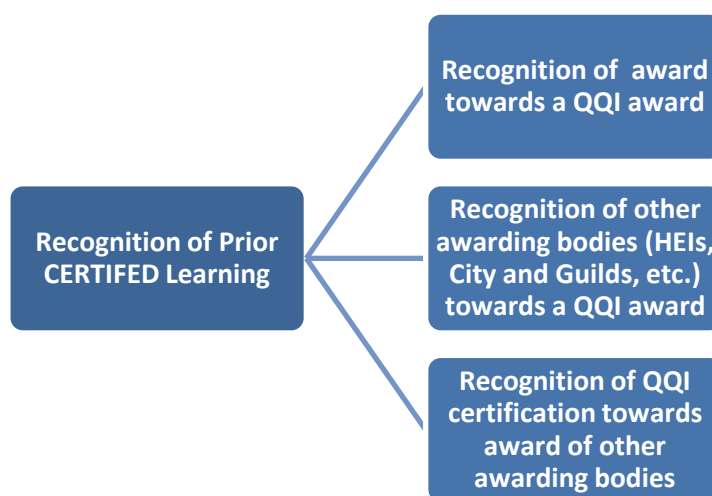 Recognition of award
towards a QQI award
Recognition of Prior
CERTIFED Learning
Recognition of other
awarding bodies (HEIs,
City and Guilds, etc.)
towards a QQI award
Recognition of QQI
certification towards
award of other
awarding bodies